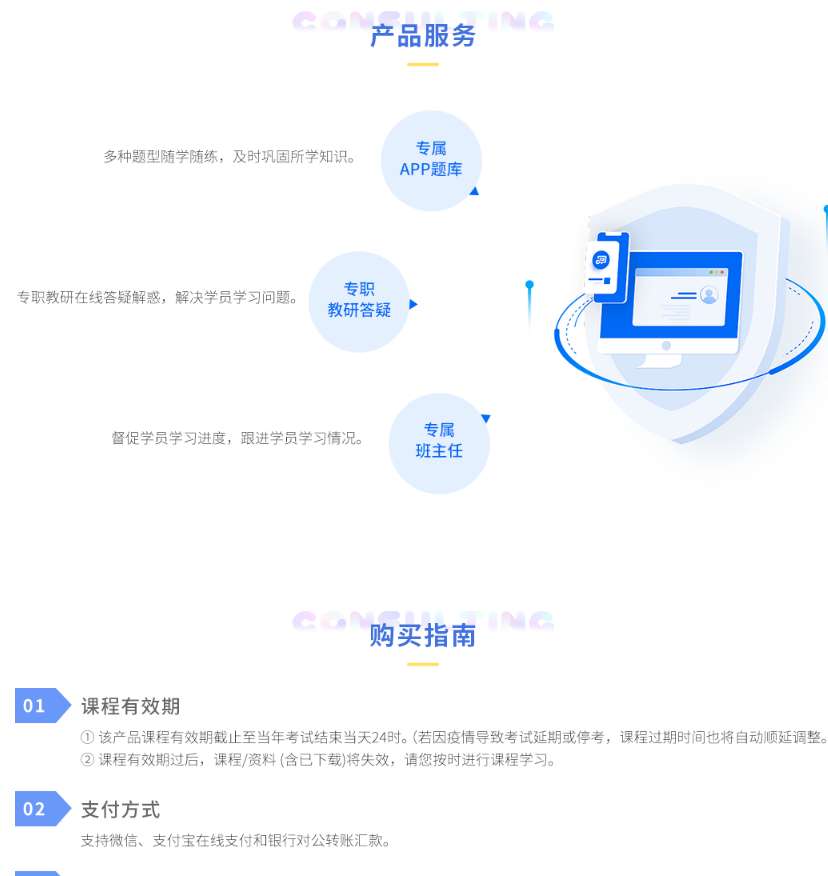 CONSULTING
产品服务
专属
APP题库
多种题型随学随练，及时巩固所学知识。
专职
教研答疑
专职教研在线答疑解惑，解决学员学习问题。
专属
班主任
督促学员学习进度，跟进学员学习情况。
CONSULTING
购买指南
01 课程有效期
① 该产品课程有效期截止至当年考试结束当天24时。（若因疫情导致考试延期或停考，课程过期时间也将自动顺延调整。
② 课程有效期过后，课程/资料 (含已下载)将失效，请您按时进行课程学习。
02 支付方式
支持微信、支付宝在线支付和银行对公转账汇款。